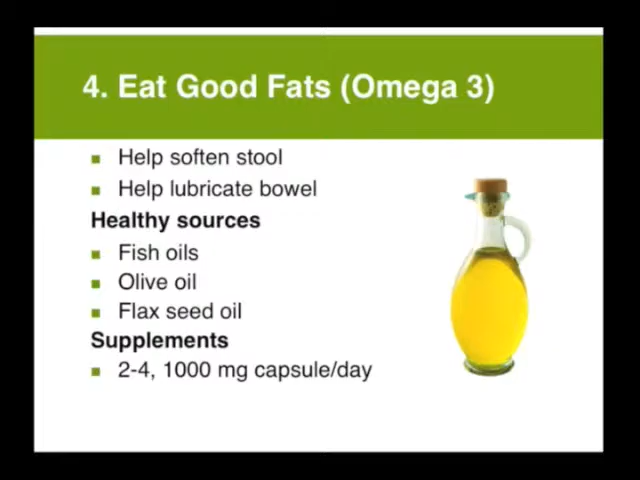 4. Eat Good Fats (Omega 3)
Help soften stool
Help lubricate bowel
Healthy sources
Fish oils
Olive oil
Flax seed oil
Supplements
2-4, 1000 mg capsule/day